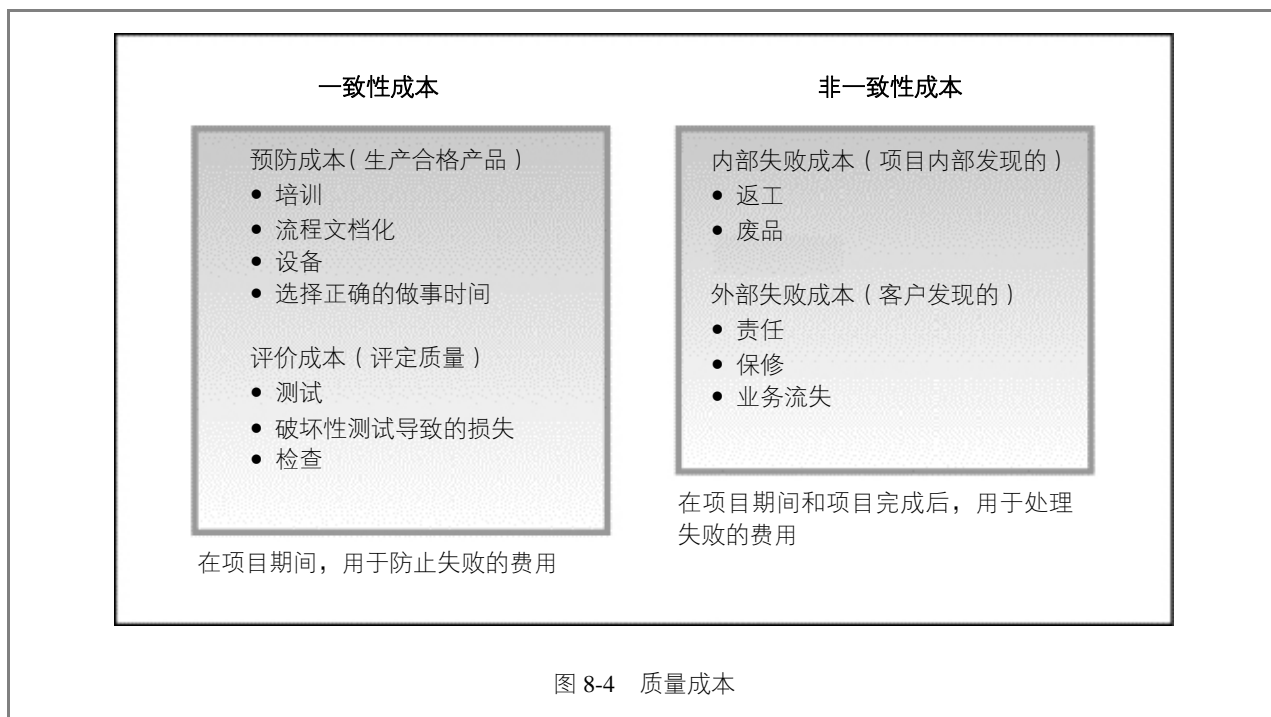 一致性成本
预防成本（生产合格产品）
• 培训
• 流程文档化
• 设备
• 选择正确的做事时间
评价成本（评定质量）
• 测试
• 破坏性测试导致的损失
• 检查
在项目期间，用于防止失败的费用
非一致性成本
内部失败成本（项目内部发现的）
• 返工
• 废品
外部失败成本（客户发现的）
• 责任
• 保修
• 业务流失
在项目期间和项目完成后，用于处理
失败的费用
图 8-4 质量成本